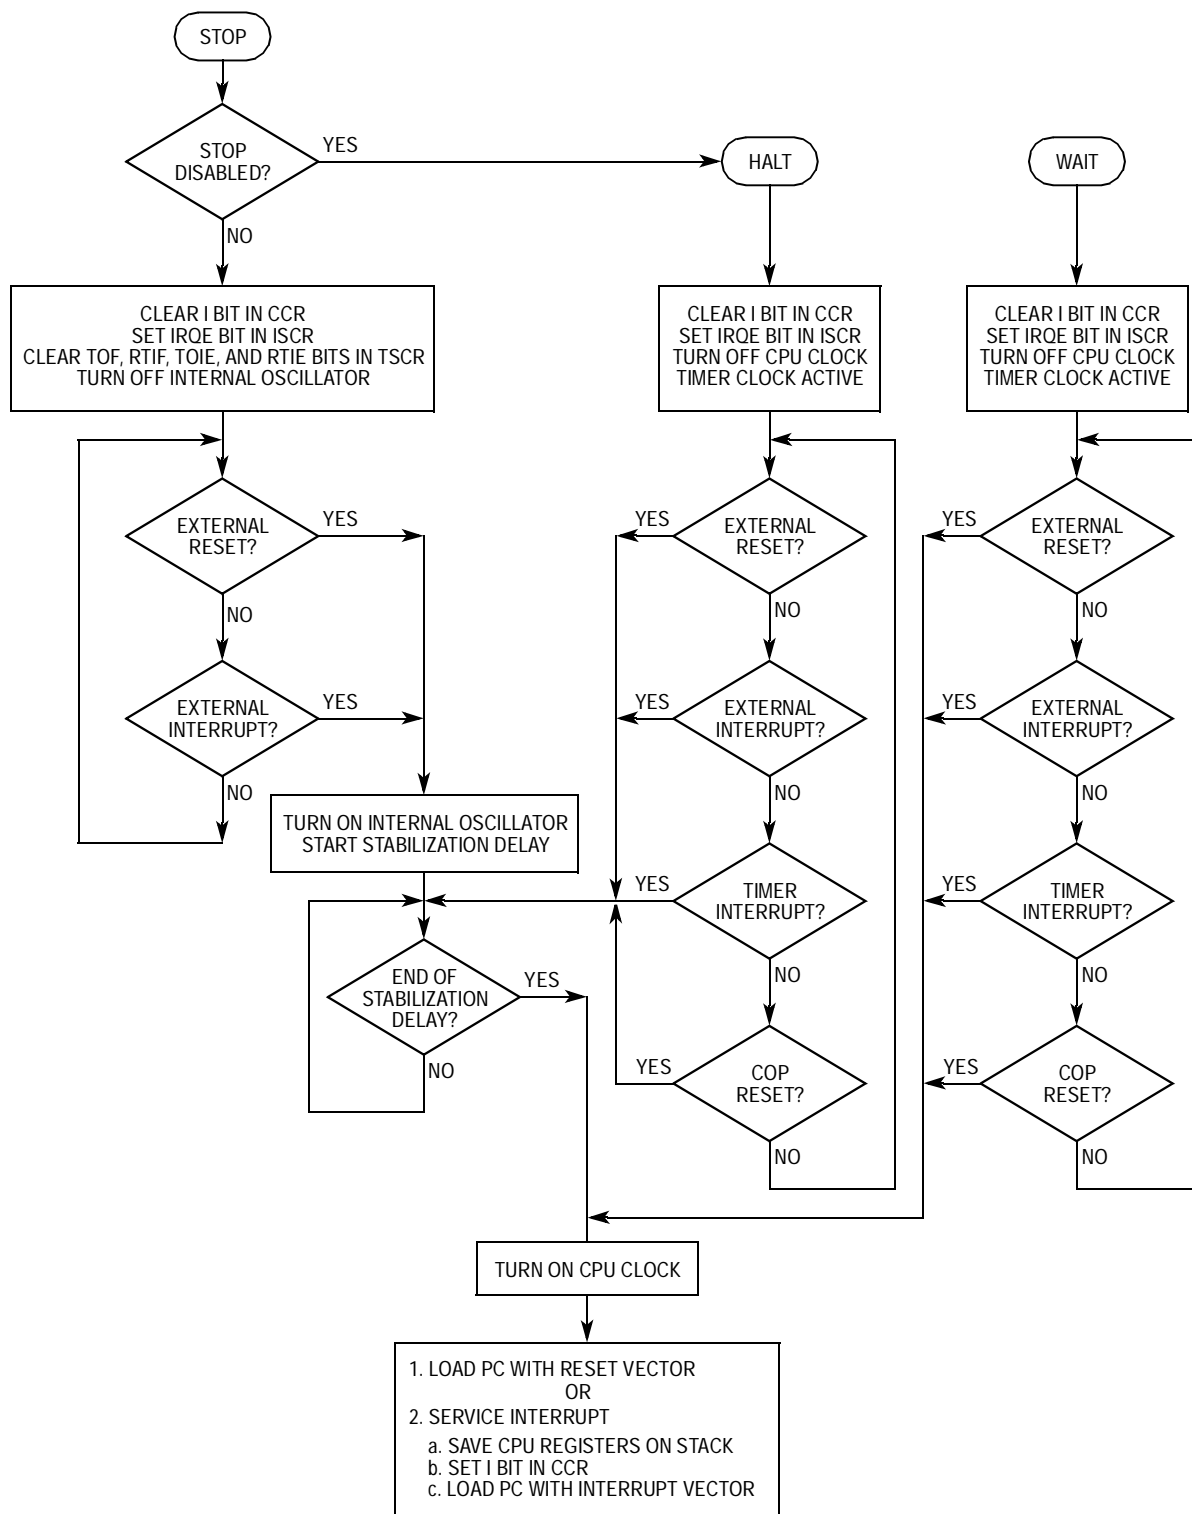 STOP
STOP
DISABLED?
YES
NO
HALT
WAIT
CLEAR I BIT IN CCR
SET IRQE BIT IN ISCR
CLEAR TOF, RTIF, TOIE, AND RTIE BITS IN TSCR
TURN OFF INTERNAL OSCILLATOR
CLEAR I BIT IN CCR
SET IRQE BIT IN ISCR
TURN OFF CPU CLOCK
TIMER CLOCK ACTIVE
CLEAR I BIT IN CCR
SET IRQE BIT IN ISCR
TURN OFF CPU CLOCK
TIMER CLOCK ACTIVE
EXTERNAL
RESET?
YES
NO
EXTERNAL
INTERRUPT?
YES
NO
TURN ON INTERNAL OSCILLATOR
START STABILIZATION DELAY
END OF
STABILIZATION
DELAY?
YES
NO
YES
EXTERNAL
RESET?
NO
YES
EXTERNAL
INTERRUPT?
NO
YES
TIMER
INTERRUPT?
NO
YES
COP
RESET?
NO
YES
EXTERNAL
RESET?
NO
YES
EXTERNAL
INTERRUPT?
NO
YES
TIMER
INTERRUPT?
NO
YES
COP
RESET?
NO
TURN ON CPU CLOCK
1. LOAD PC WITH RESET VECTOR
OR
2. SERVICE INTERRUPT
a. SAVE CPU REGISTERS ON STACK
b. SET I BIT IN CCR
c. LOAD PC WITH INTERRUPT VECTOR